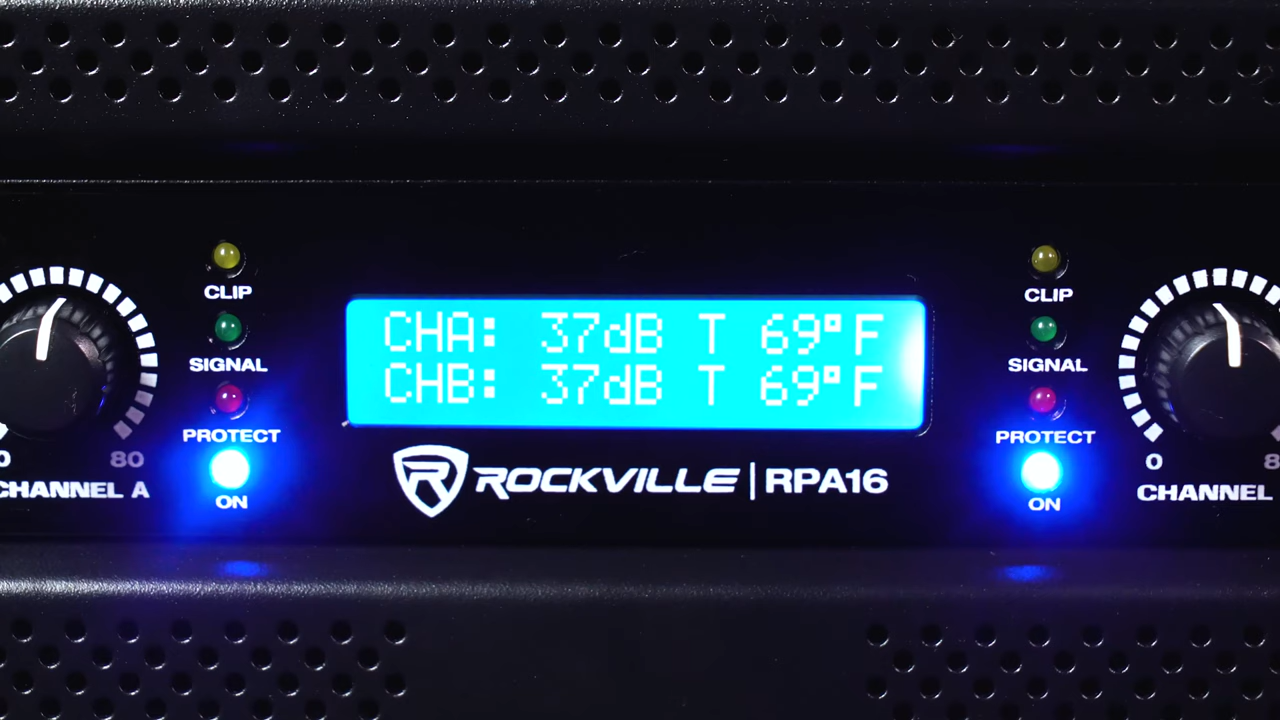 CLIP
SIGNAL
PROTECT
ON
0
80
CHANNEL A
CHA: 37dB T 69°F
CHB: 37dB T 69°F
R ROCKVILLE | RPA16
CLIP
SIGNAL
PROTECT
ON
0
8
CHANNEL